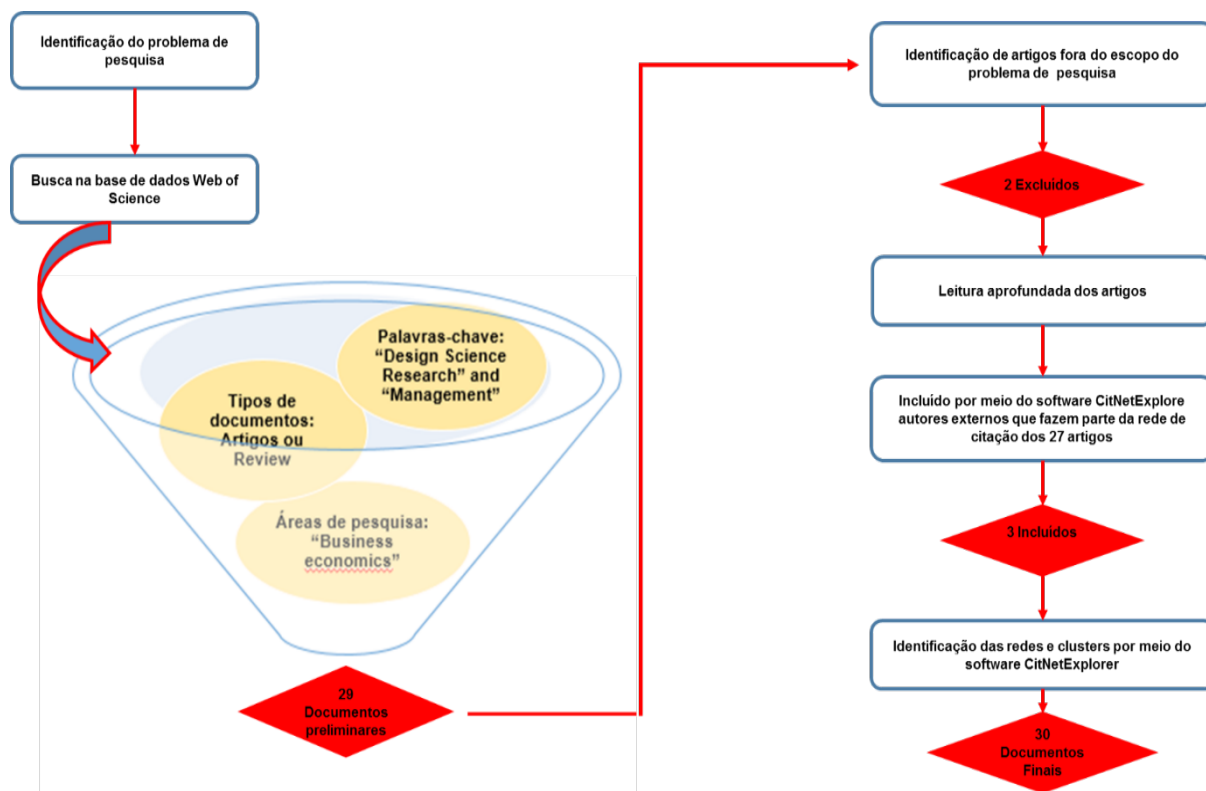 Identificação do problema de
pesquisa
Busca na base de dados Web of
Science
Palavras-chave:
“Design Science
Research” and
“Management”
Tipos de
documentos:
Artigos ou
Review
Áreas de pesquisa:
“Business
economics”
29
Documentos
preliminares
Identificação de artigos fora do escopo do
problema de pesquisa
2 Excluídos
Leitura aprofundada dos artigos
Incluido por meio do software CitNetExplore
autores externos que fazem parte da rede de
citação dos 27 artigos
3 Incluídos
Identificação das redes e clusters por meio do
software CitNetExplorer
30
Documentos
Finais